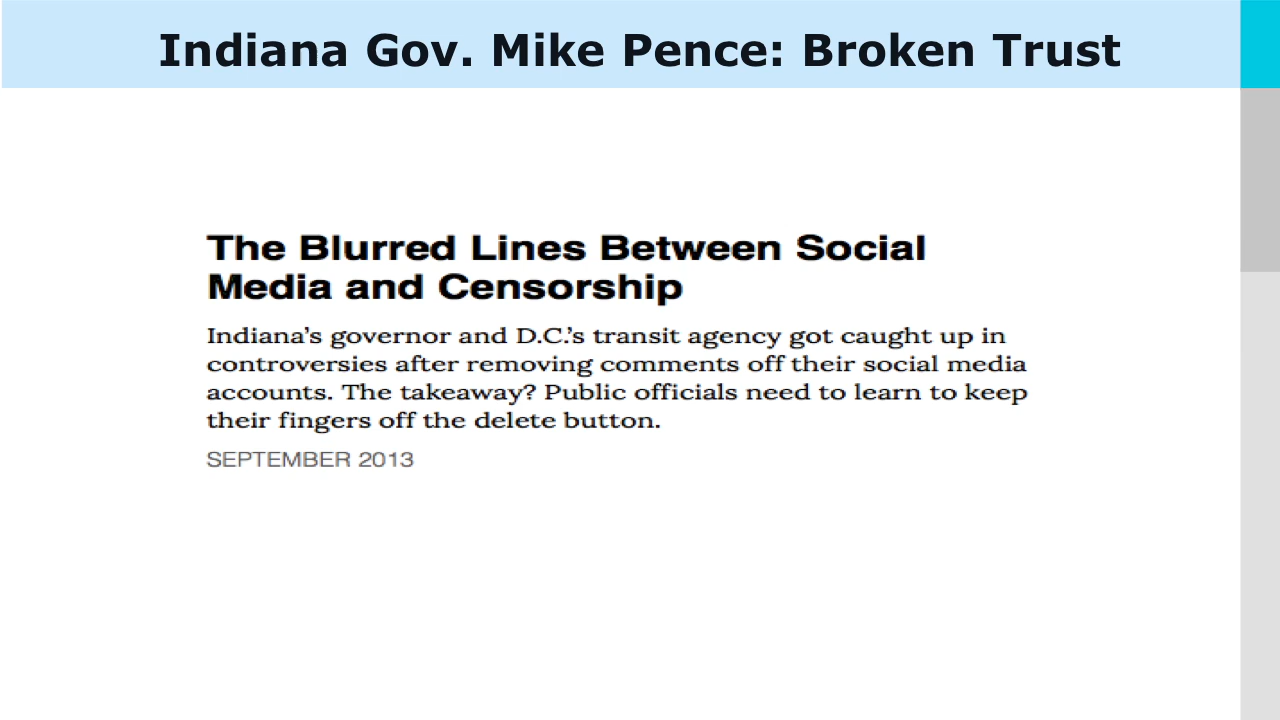 Indiana Gov. Mike Pence: Broken Trust
The Blurred Lines Between Social
Media and Censorship
Indiana’s governor and D.C.’s transit agency got caught up in
controversies after removing comments off their social media
accounts. The takeaway? Public officials need to learn to keep
their fingers off the delete button.
SEPTEMBER 2013